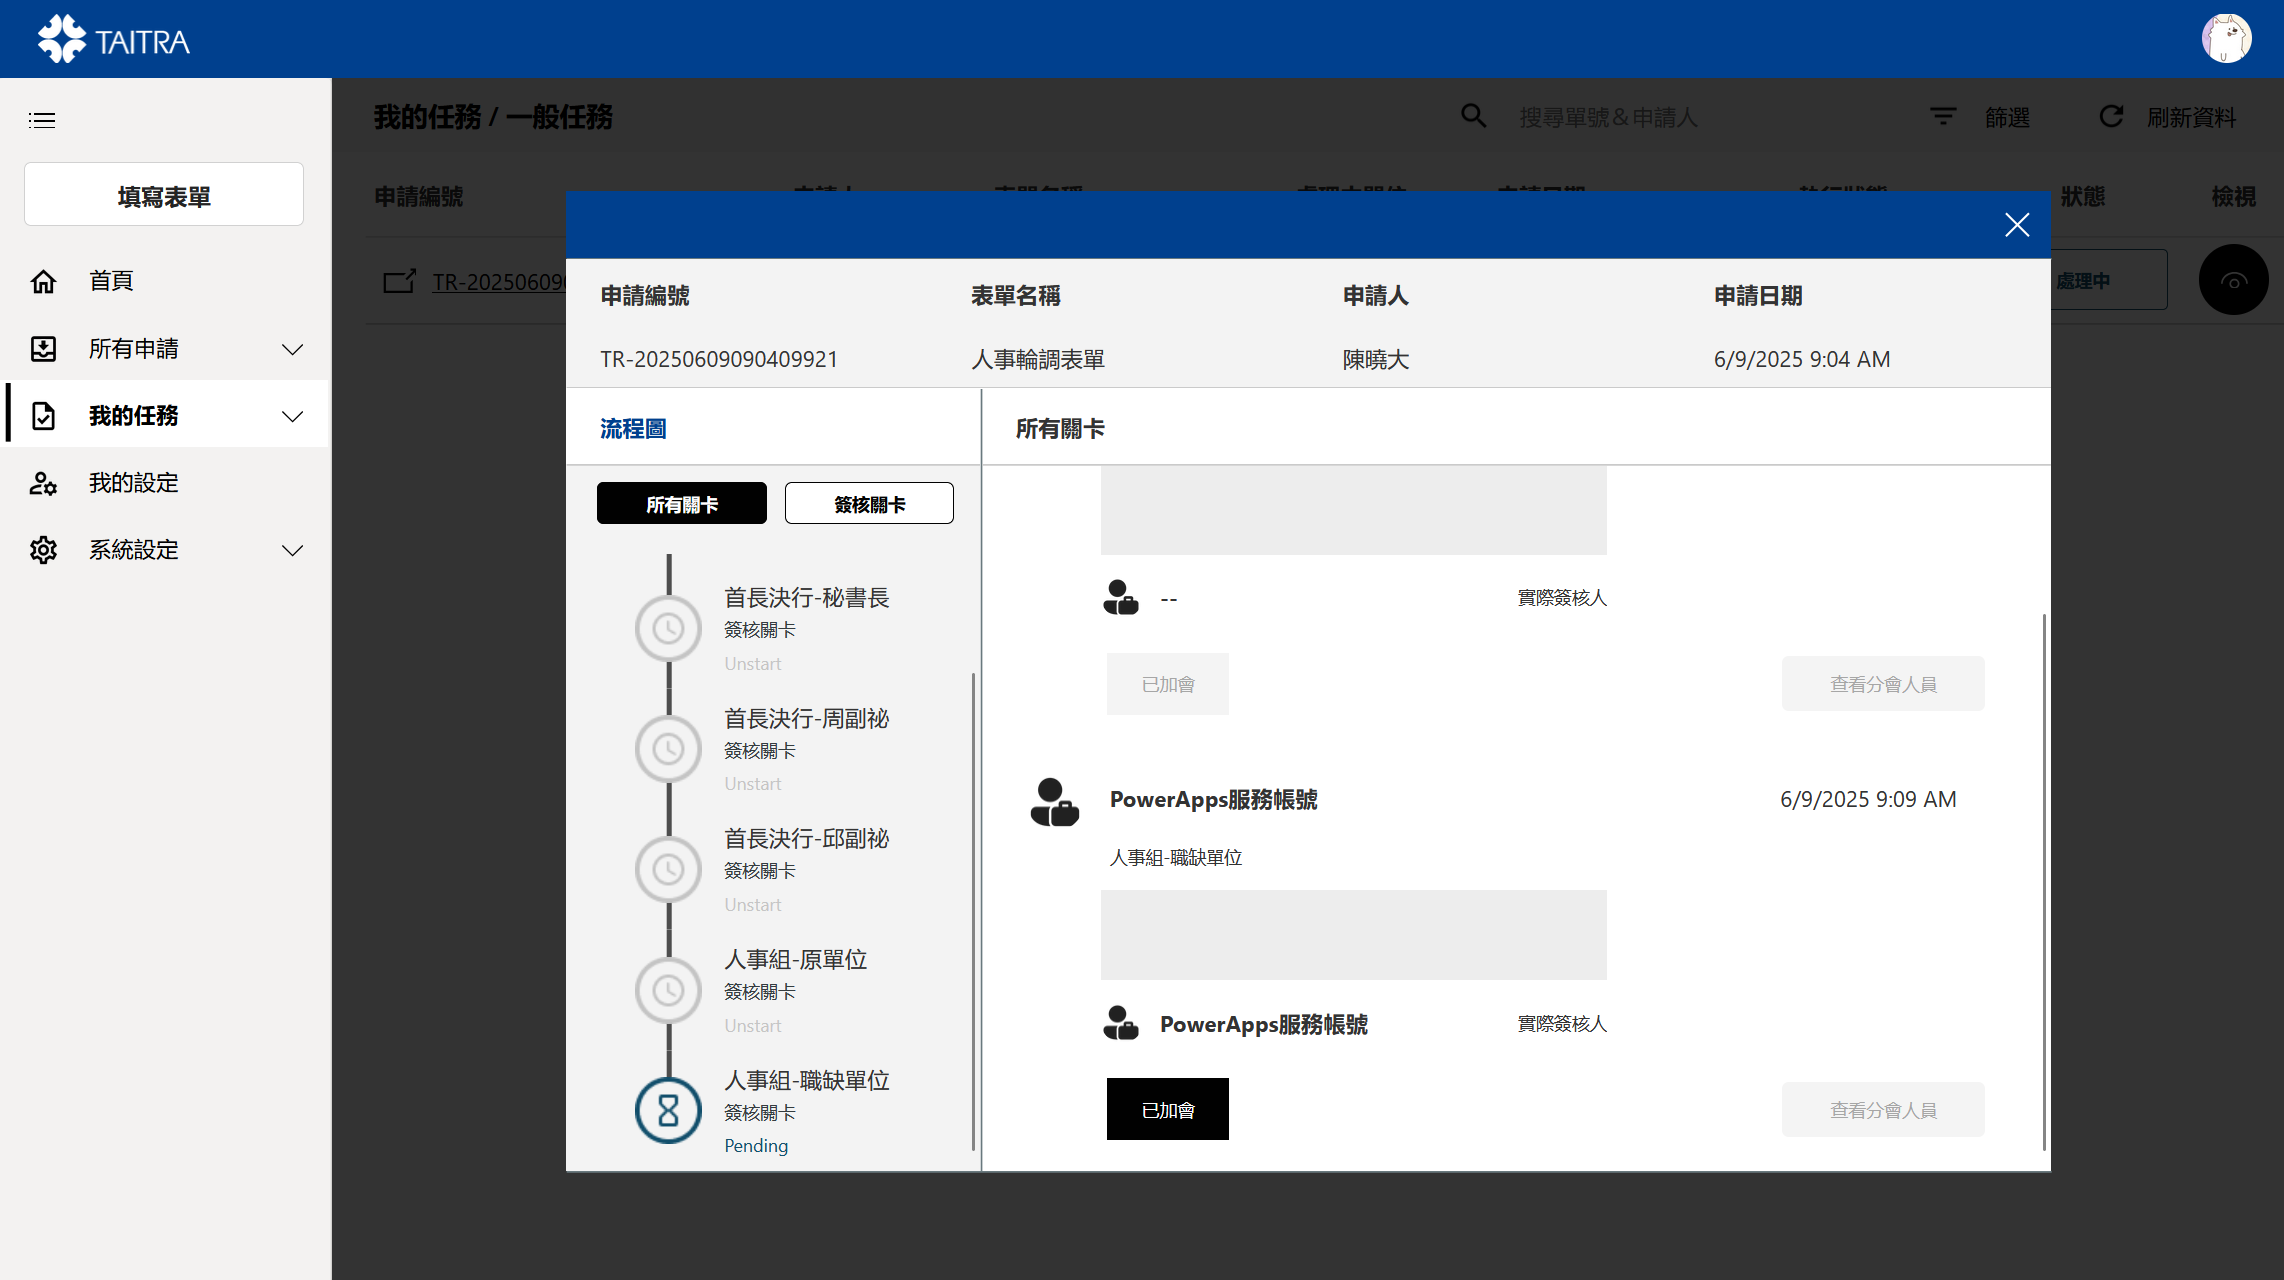 TAITRA
填寫表單
首頁
所有申請
我的任務
我的設定
系統設定
我的任務 / 一般任務
搜尋單號&申請人
篩選
刷新資料
申請編號
狀態
檢視
處理中
申請編號 表單名稱 申請人 申請日期
TR-20250609090409921 人事輪調表單 陳曉大 6/9/2025 9:04 AM
流程圖
所有關卡 簽核關卡
首長決行-秘書長
簽核關卡
Unstart
首長決行-周副祕
簽核關卡
Unstart
首長決行-邱副祕
簽核關卡
Unstart
人事組-原單位
簽核關卡
Unstart
人事組-職缺單位
簽核關卡
Pending
所有關卡
-- 實際簽核人
已加會 查看分會人員
PowerApps服務帳號 6/9/2025 9:09 AM
人事組-職缺單位
PowerApps服務帳號 實際簽核人
已加會 查看分會人員